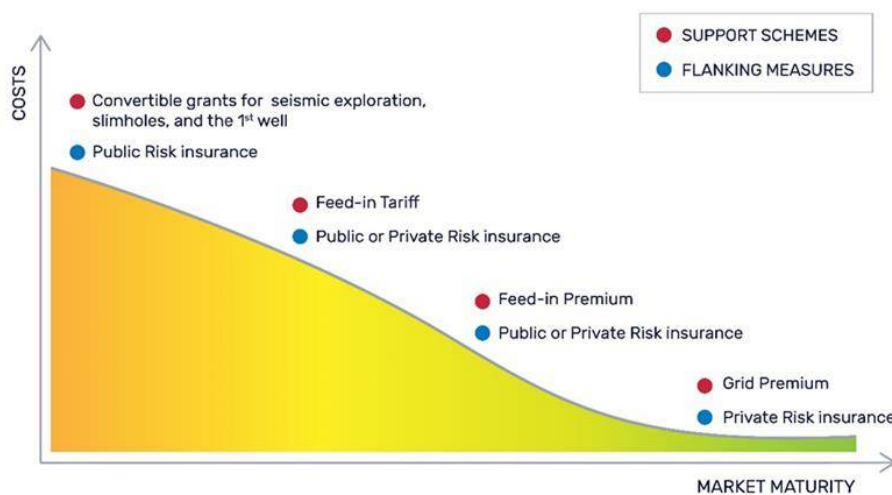 SUPPORT SCHEMES
FLANKING MEASURES
COSTS
Convertible grants for seismic exploration,
slimholes, and the 1st well
Public Risk insurance
Feed-in Tariff
Public or Private Risk insurance
Feed-in Premium
Public or Private Risk insurance
Grid Premium
Private Risk insurance
MARKET MATURITY